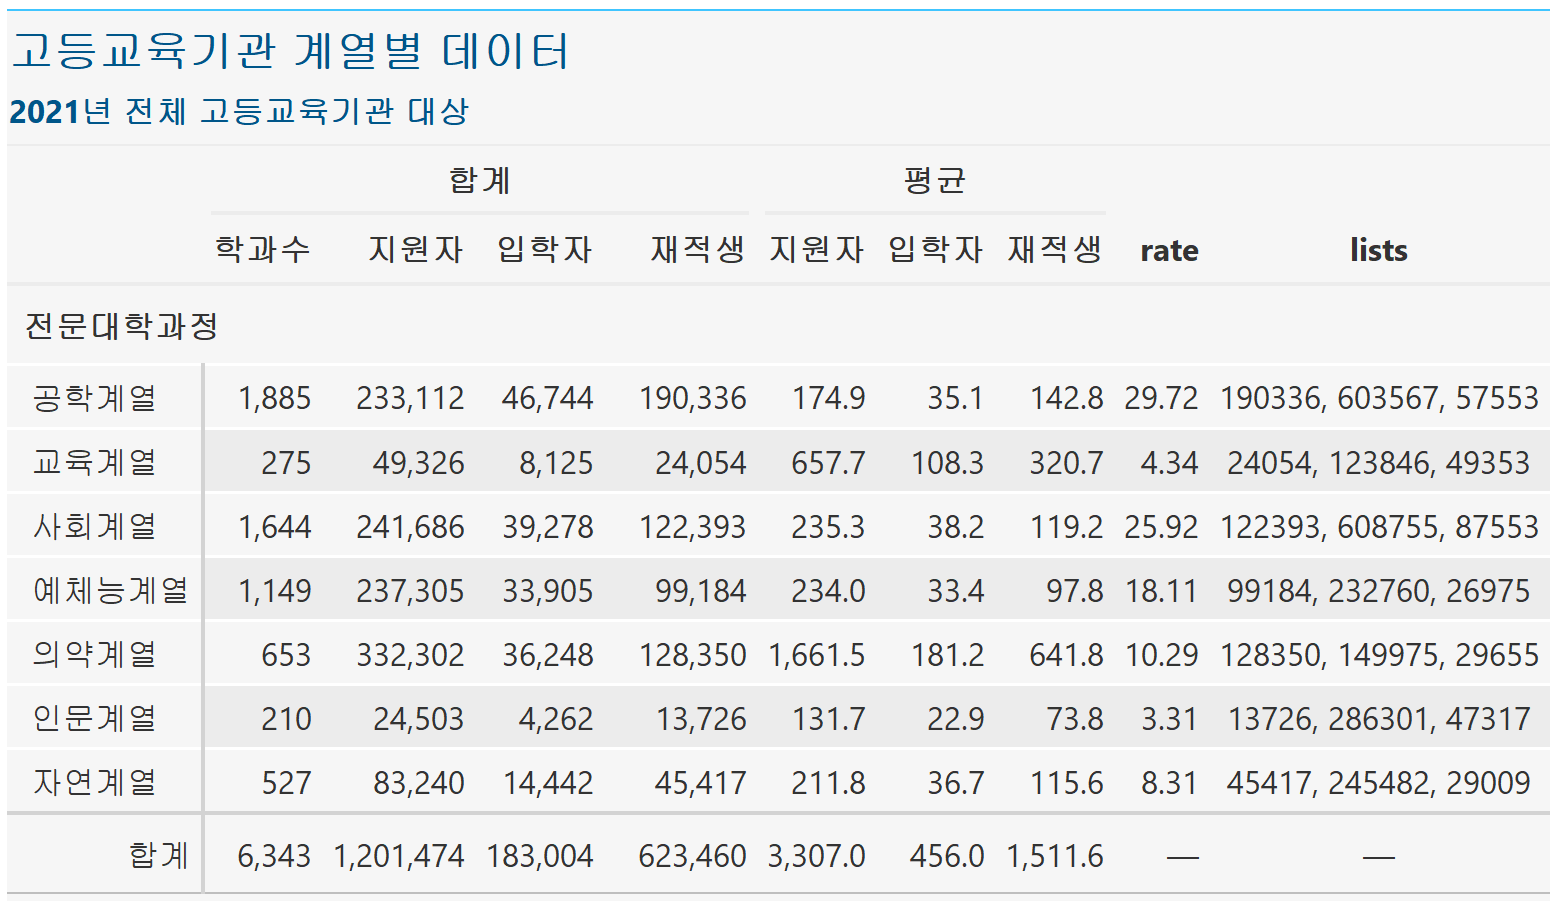 고등교육기관 계열별 데이터
2021년 전체 고등교육기관 대상
합계 평균
학과수 지원자 입학자 재적생 지원자 입학자 재적생 rate lists
전문대학과정
공학계열 1,885 233,112 46,744 190,336 174.9 35.1 142.8 29.72 190336, 603567, 57553
교육계열 275 49,326 8,125 24,054 657.7 108.3 320.7 4.34 24054, 123846, 49353
사회계열 1,644 241,686 39,278 122,393 235.3 38.2 119.2 25.92 122393, 608755, 87553
예체능계열 1,149 237,305 33,905 99,184 234.0 33.4 97.8 18.11 99184, 232760, 26975
의약계열 653 332,302 36,248 128,350 1,661.5 181.2 641.8 10.29 128350, 149975, 29655
인문계열 210 24,503 4,262 13,726 131.7 22.9 73.8 3.31 13726, 286301, 47317
자연계열 527 83,240 14,442 45,417 211.8 36.7 115.6 8.31 45417, 245482, 29009
합계 6,343 1,201,474 183,004 623,460 3,307.0 456.0 1,511.6 — —